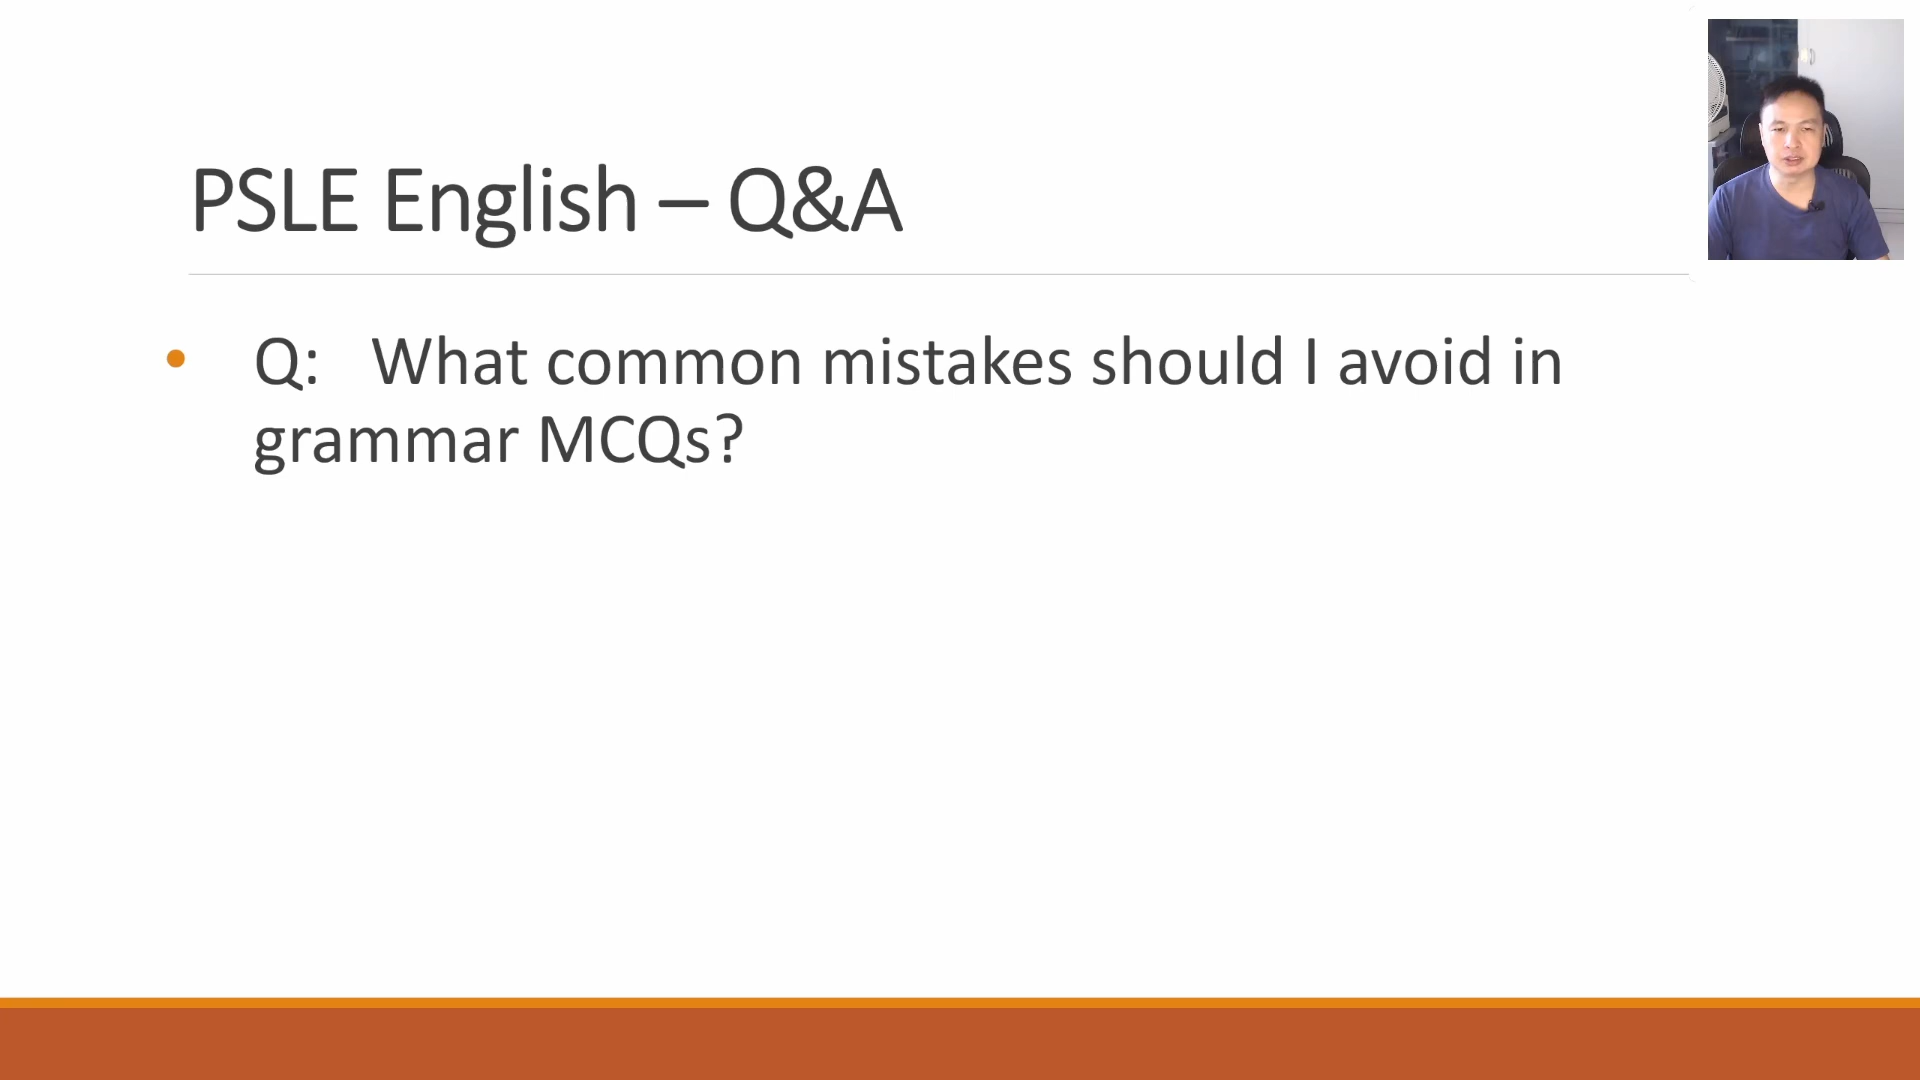 PSLE English – Q&A
• Q: What common mistakes should I avoid in
grammar MCQs?